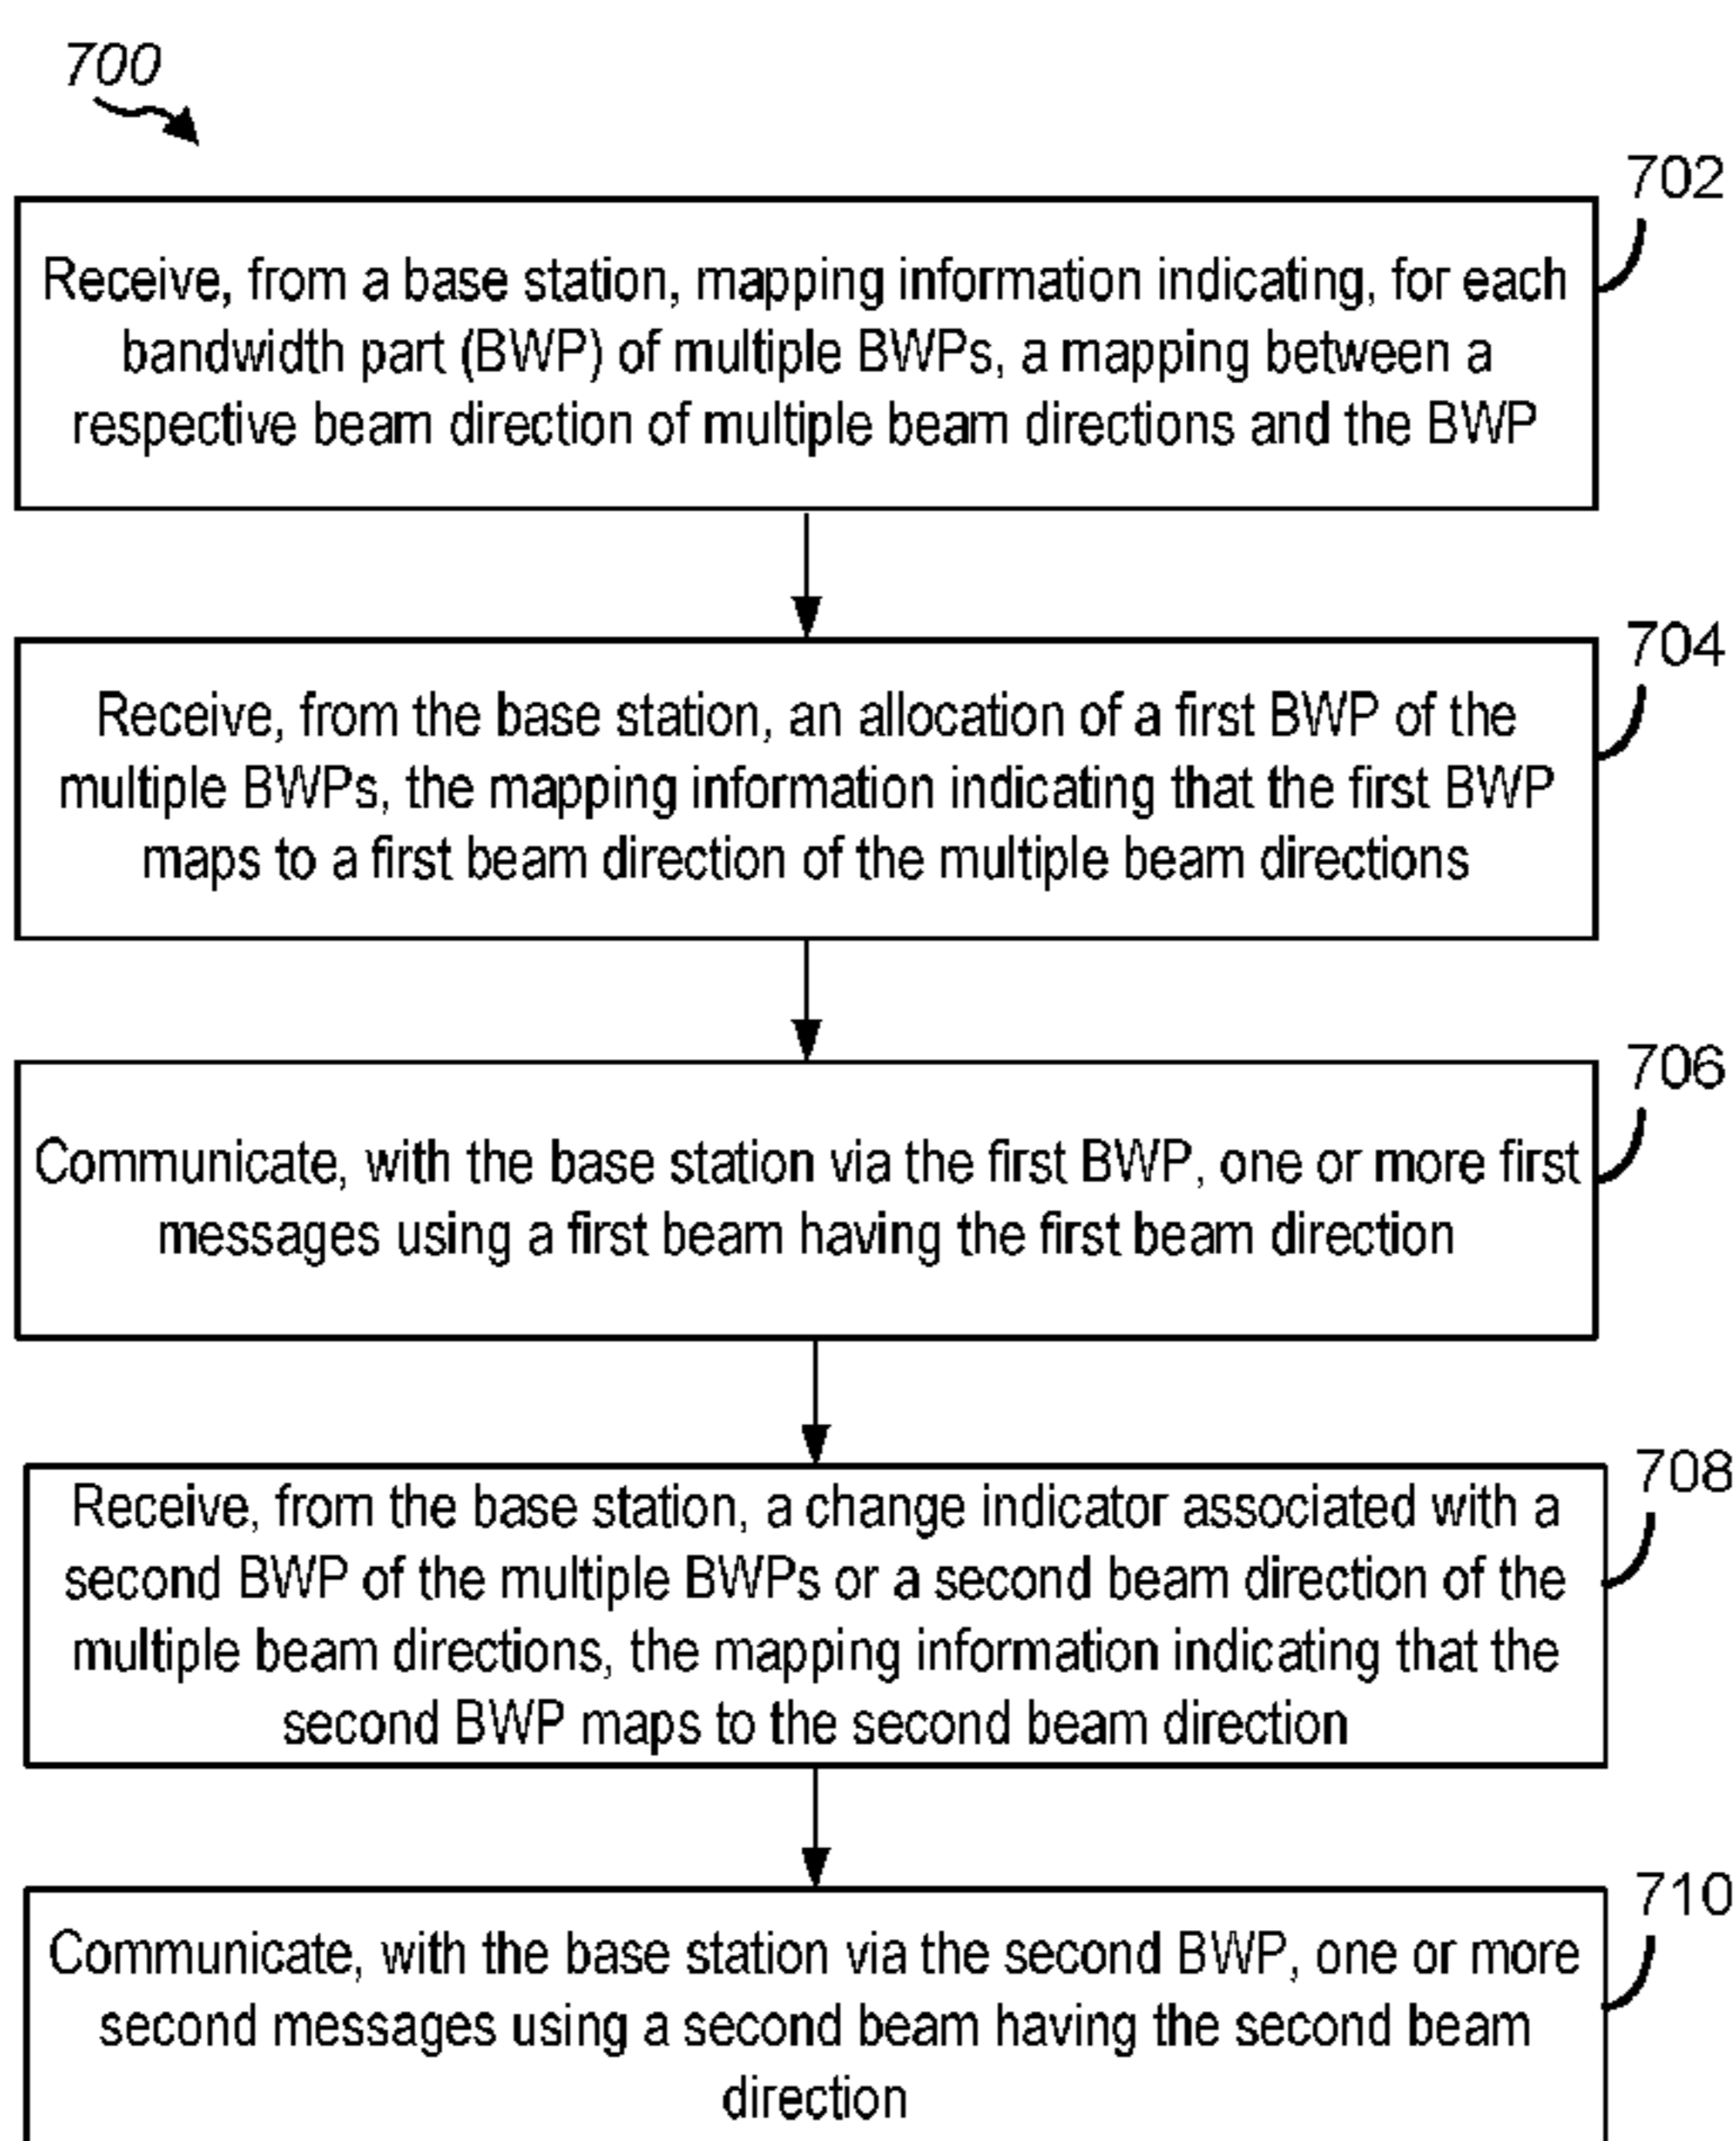 700
702
Receive, from a base station, mapping information indicating, for each
bandwidth part (BWP) of multiple BWPs, a mapping between a
respective beam direction of multiple beam directions and the BWP
704
Receive, from the base station, an allocation of a first BWP of the
multiple BWPs, the mapping information indicating that the first BWP
maps to a first beam direction of the multiple beam directions
706
Communicate, with the base station via the first BWP, one or more first
messages using a first beam having the first beam direction
708
Receive, from the base station, a change indicator associated with a
second BWP of the multiple BWPs or a second beam direction of the
multiple beam directions, the mapping information indicating that the
second BWP maps to the second beam direction
710
Communicate, with the base station via the second BWP, one or more
second messages using a second beam having the second beam
direction